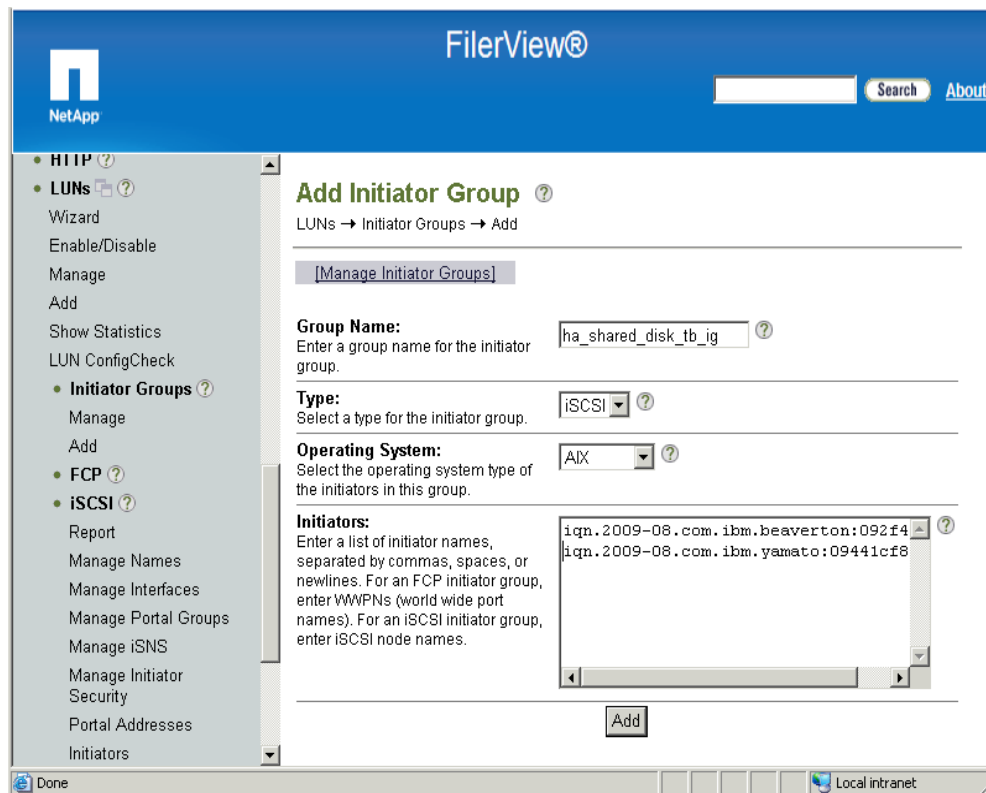 FilerView®
NetApp
Search
About
HTTP
LUNs
Wizard
Enable/Disable
Manage
Add
Show Statistics
LUN ConfigCheck
Initiator Groups
Manage
Add
FCP
iSCSI
Report
Manage Names
Manage Interfaces
Manage Portal Groups
Manage iSNS
Manage Initiator
Security
Portal Addresses
Initiators
Add Initiator Group
LUNs → Initiator Groups → Add
[Manage Initiator Groups]
Group Name:
Enter a group name for the initiator
group.
ha_shared_disk_tb_ig
Type:
Select a type for the initiator group.
iSCSI
Operating System:
Select the operating system type of
the initiators in this group.
AIX
Initiators:
Enter a list of initiator names,
separated by commas, spaces, or
newlines. For an FCP initiator group,
enter WWPNs (world wide port
names). For an iSCSI initiator group,
enter iSCSI node names.
iqn.2009-08.com.ibm.beaverton:092f4
iqn.2009-08.com.ibm.yamato:09441cf8
Add
Done
Local intranet